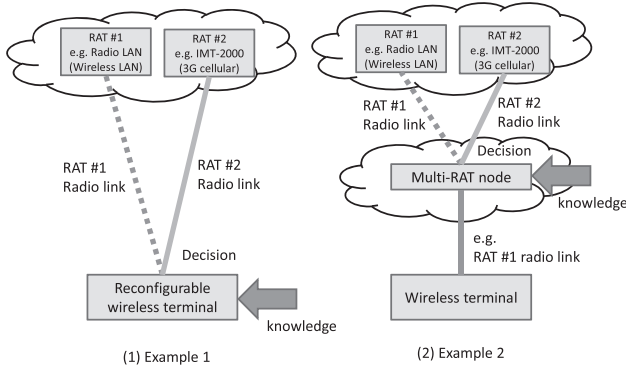 RAT #1
e.g. Radio LAN
(Wireless LAN)
RAT #2
e.g. IMT-2000
(3G cellular)
RAT #1
Radio link
RAT #2
Radio link
Decision
Reconfigurable
wireless terminal
knowledge
(1) Example 1
RAT #1
e.g. Radio LAN
(Wireless LAN)
RAT #2
e.g. IMT-2000
(3G cellular)
RAT #1
Radio link
RAT #2
Radio link
Decision
Multi-RAT node
knowledge
e.g.
RAT #1 radio link
Wireless terminal
(2) Example 2